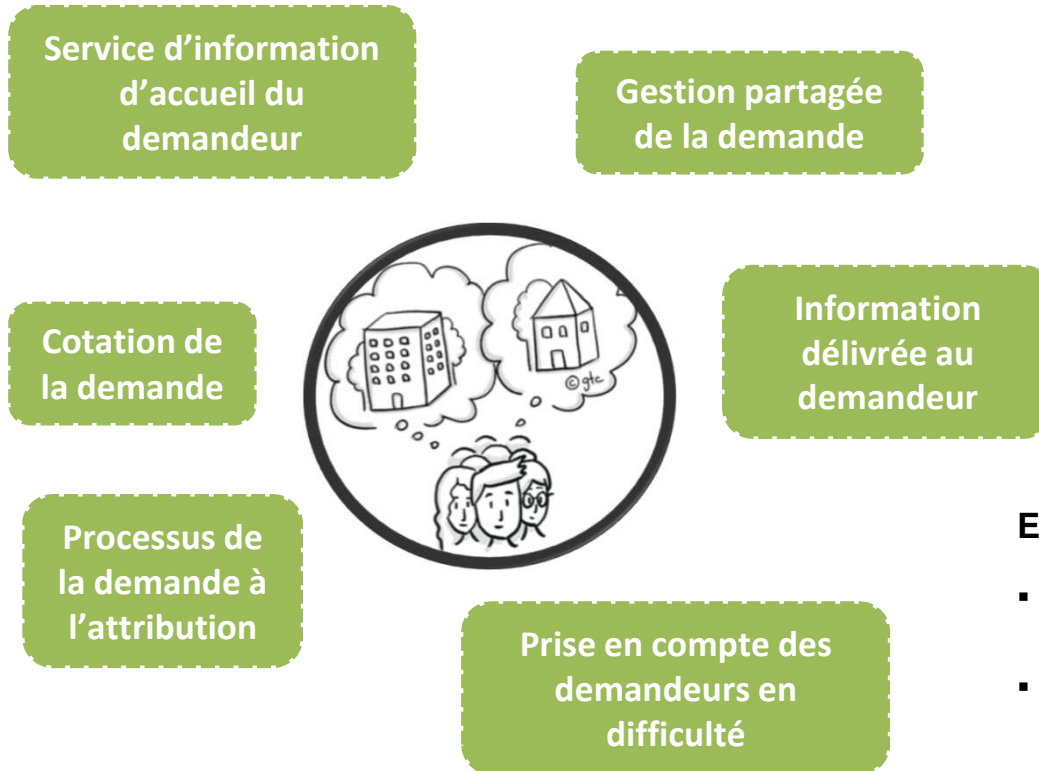 Service d’information
d’accueil du
demandeur
Gestion partagée
de la demande
Cotation de
la demande
©gtc
Information
délivrée au
demandeur
Processus de
la demande à
l’attribution
E
▪
▪
Prise en compte des
demandeurs en
difficulté